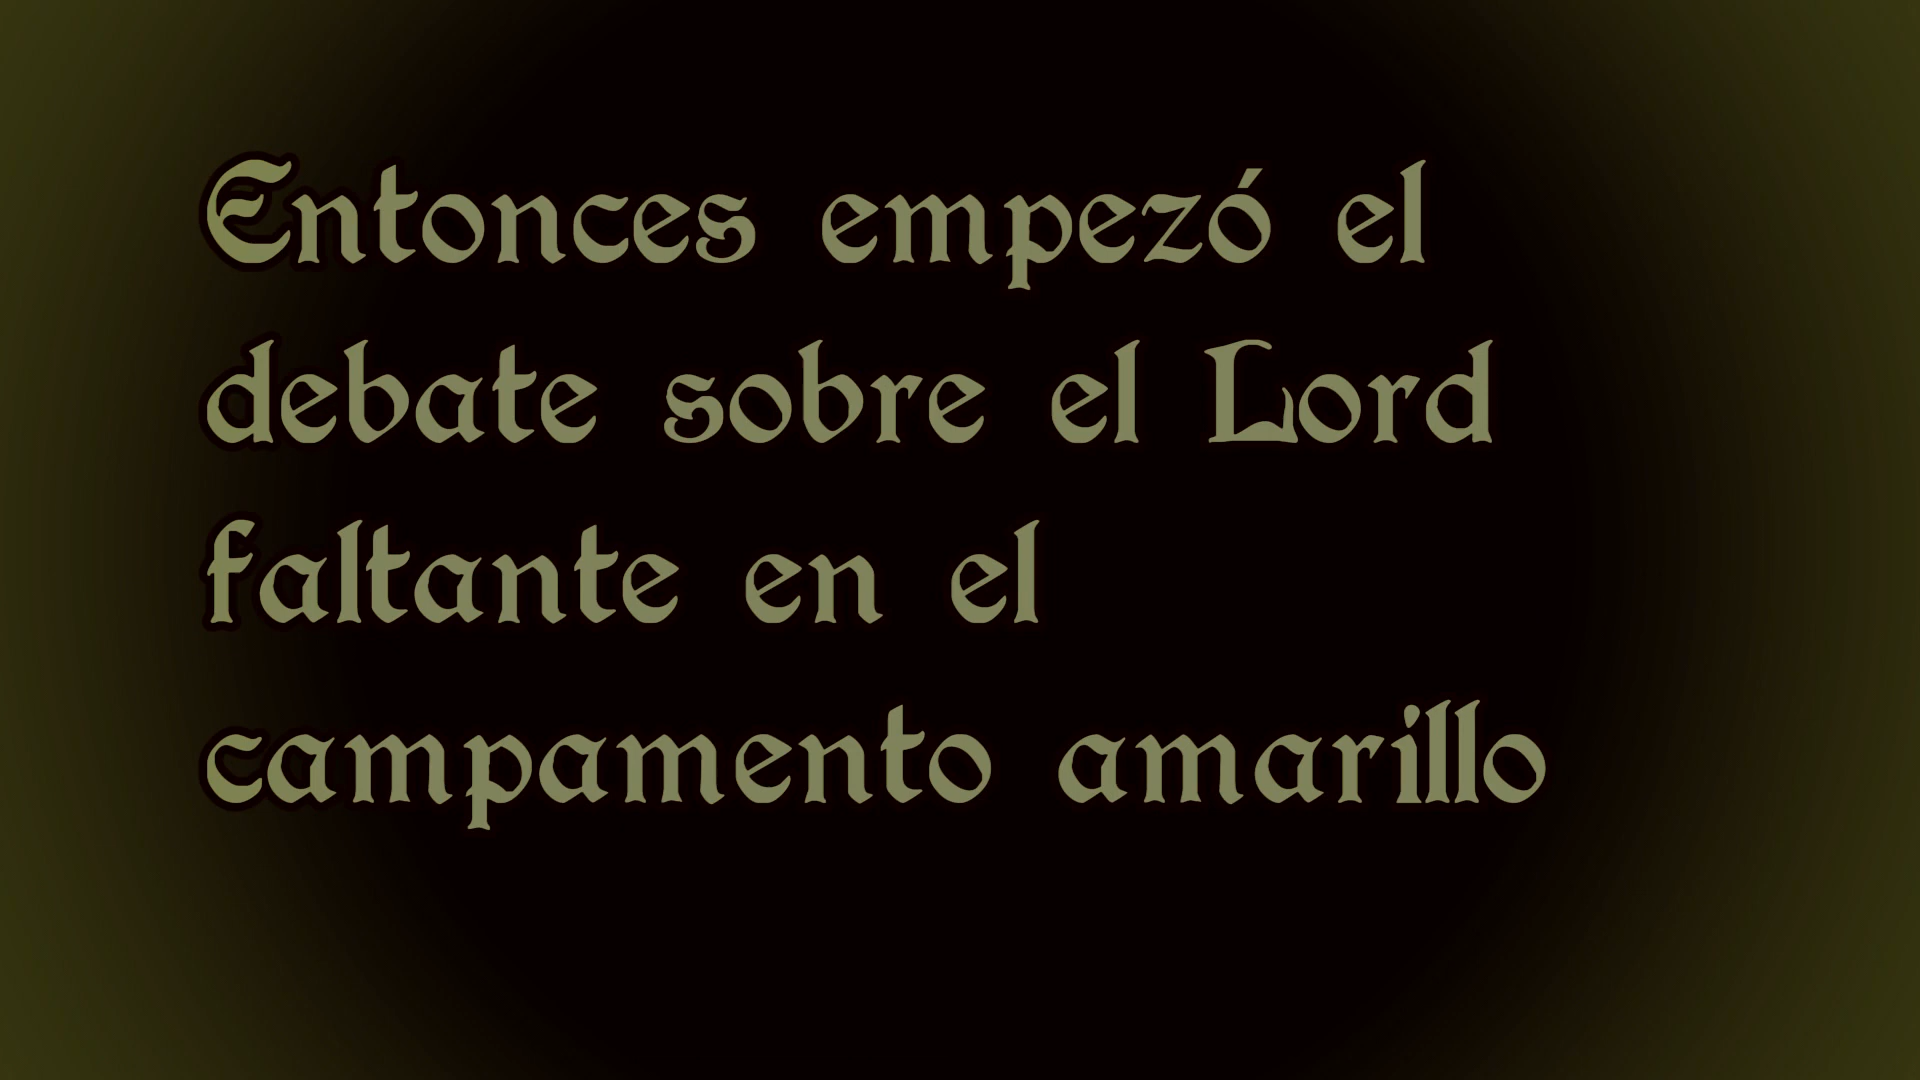 Entonces empezó el
debate sobre el Lord
faltante en el
campamento amarillo